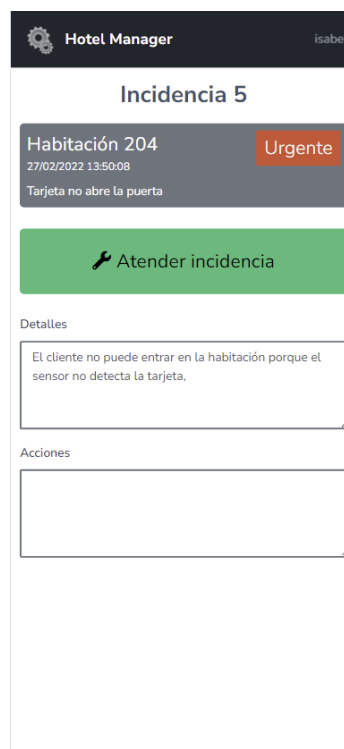 Hotel Manager
isabe
Incidencia 5
Habitación 204
Urgente
27/02/2022 13:50:08
Tarjeta no abre la puerta
Atender incidencia
Detalles
El cliente no puede entrar en la habitación porque el
sensor no detecta la tarjeta,
Acciones